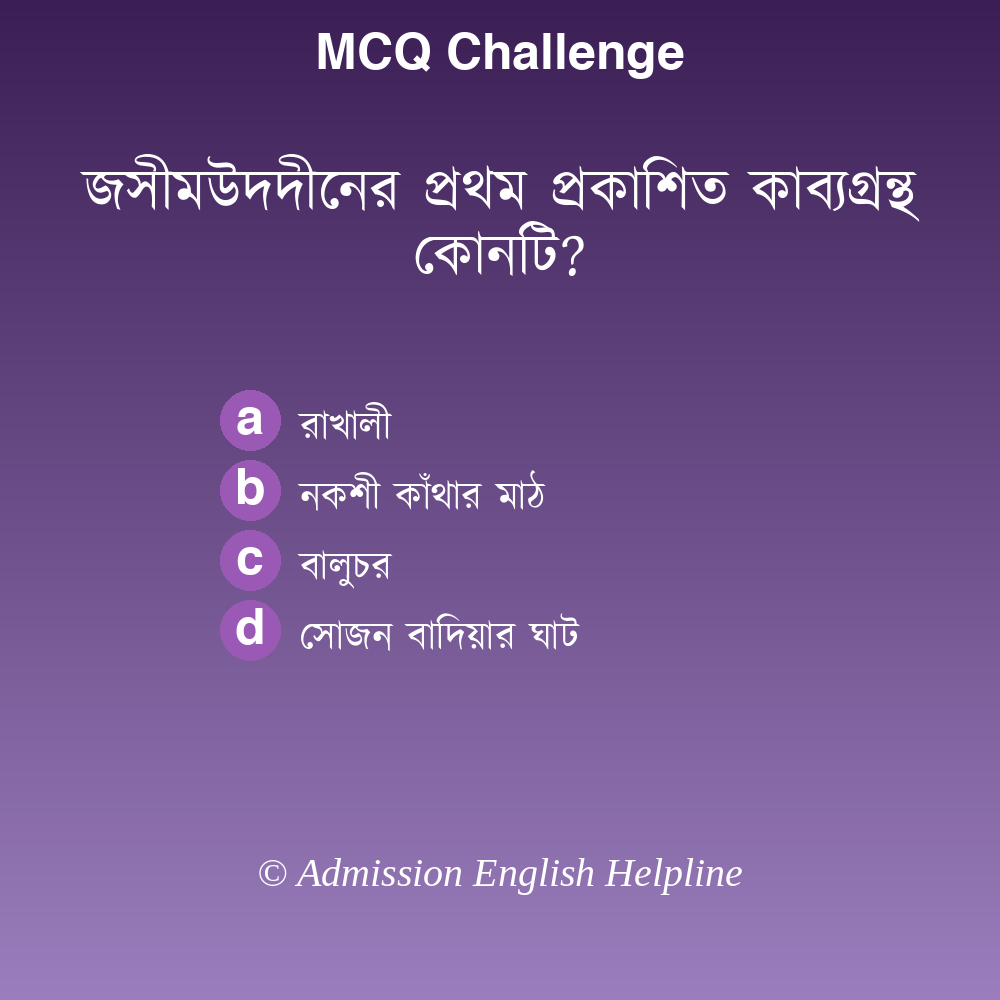 MCQ Challenge
জসীমউদদীনের প্রথম প্রকাশিত কাব্যগ্রন্থ
কোনটি?
a রাখালী
b নকশী কাঁথার মাঠ
c বালুচর
d সোজন বাদিয়ার ঘাট
© Admission English Helpline